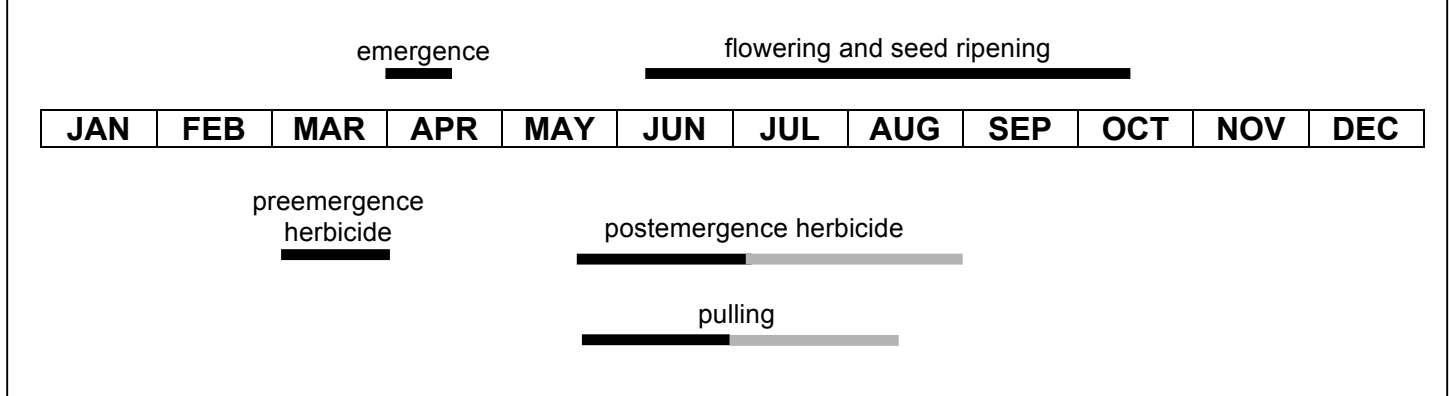 emergence
flowering and seed ripening
JAN FEB MAR APR MAY JUN JUL AUG SEP OCT NOV DEC
preemergence
herbicide
postemergence herbicide
pulling